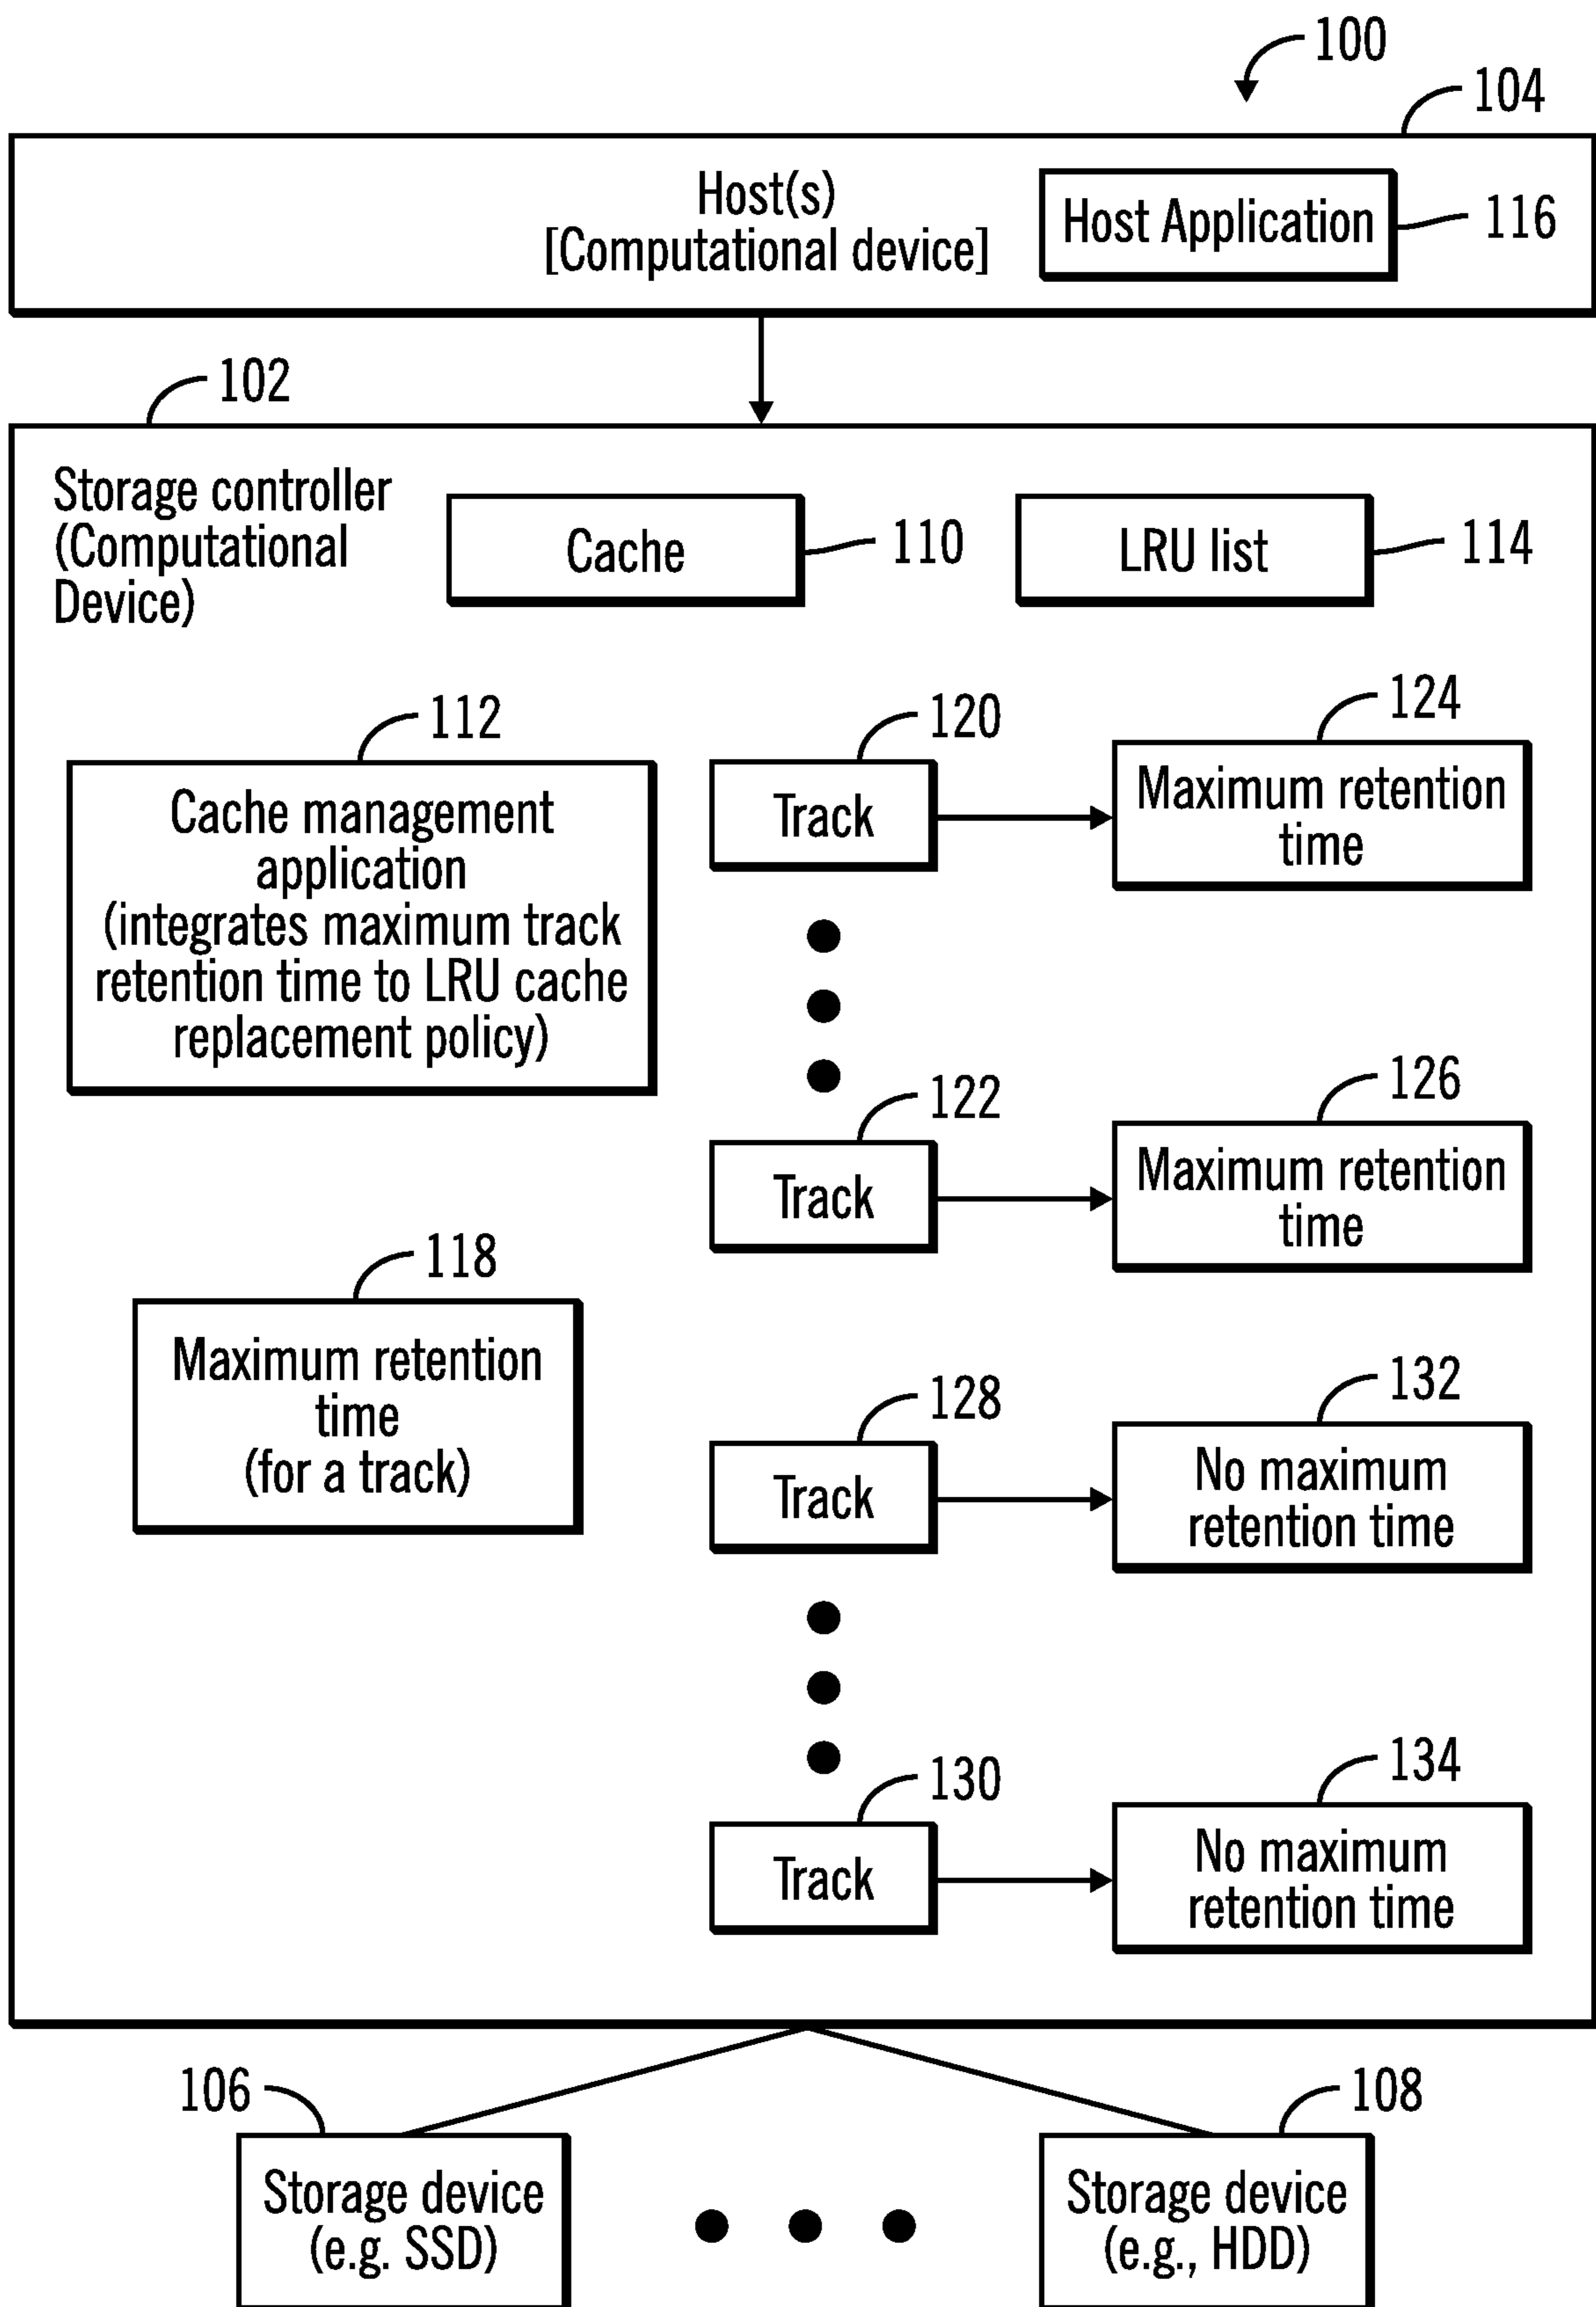 100
104
Host(s)
[Computational device]
Host Application
116
102
Storage controller
(Computational
Device)
Cache
110
LRU list
114
112
Cache management
application
(integrates maximum track
retention time to LRU cache
replacement policy)
120
Track
124
Maximum retention
time
122
Track
126
Maximum retention
time
118
Maximum retention
time
(for a track)
128
Track
132
No maximum
retention time
130
Track
134
No maximum
retention time
106
Storage device
(e.g. SSD)
108
Storage device
(e.g., HDD)